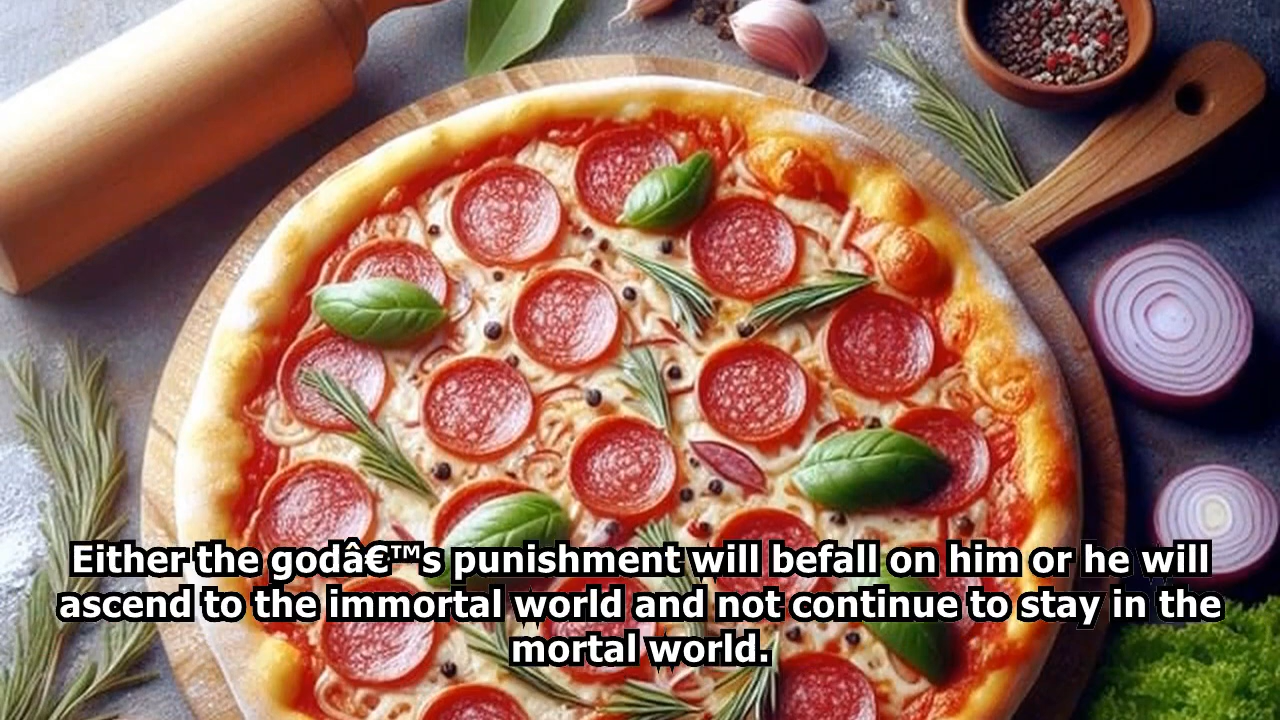 Either the godâ€™s punishment will befall on him or he will
ascend to the immortal world and not continue to stay in the
mortal world.